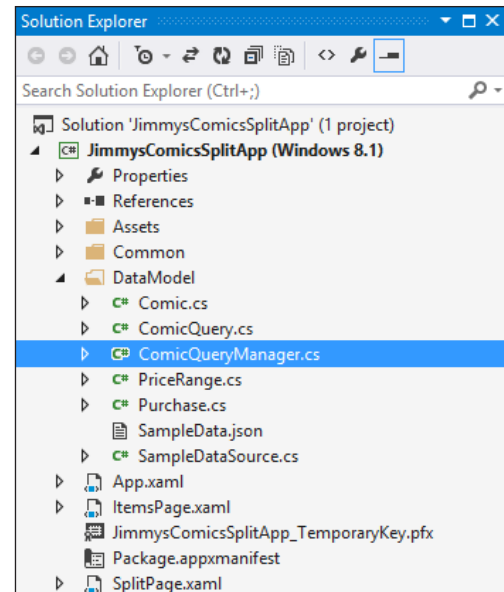 Solution Explorer
Search Solution Explorer (Ctrl+;)
Solution 'JimmysComicsSplitApp' (1 project)
C# JimmysComicsSplitApp (Windows 8.1)
Properties
References
Assets
Common
DataModel
C# Comic.cs
C# ComicQuery.cs
C# ComicQueryManager.cs
C# PriceRange.cs
C# Purchase.cs
SampleData.json
C# SampleDataSource.cs
App.xaml
ItemsPage.xaml
JimmysComicsSplitApp_TemporaryKey.pfx
Package.appxmanifest
SplitPage.xaml